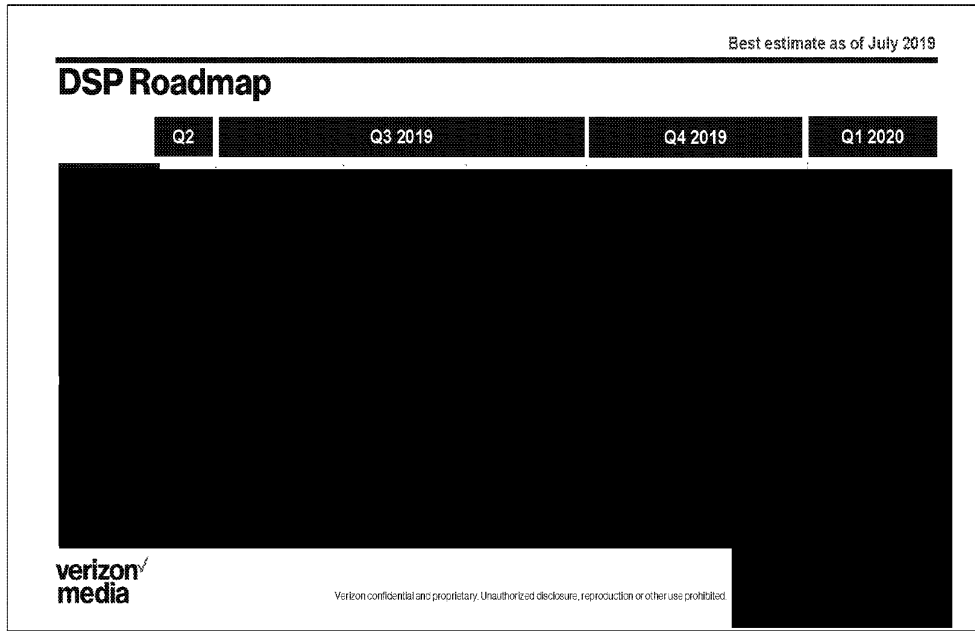 Best estimate as of July 2019
DSP Roadmap
Q2 Q3 2019 Q4 2019 Q1 2020
verizon✓
media
Verizon confidential and proprietary. Unauthorized disclosure, reproduction or other use prohibited.